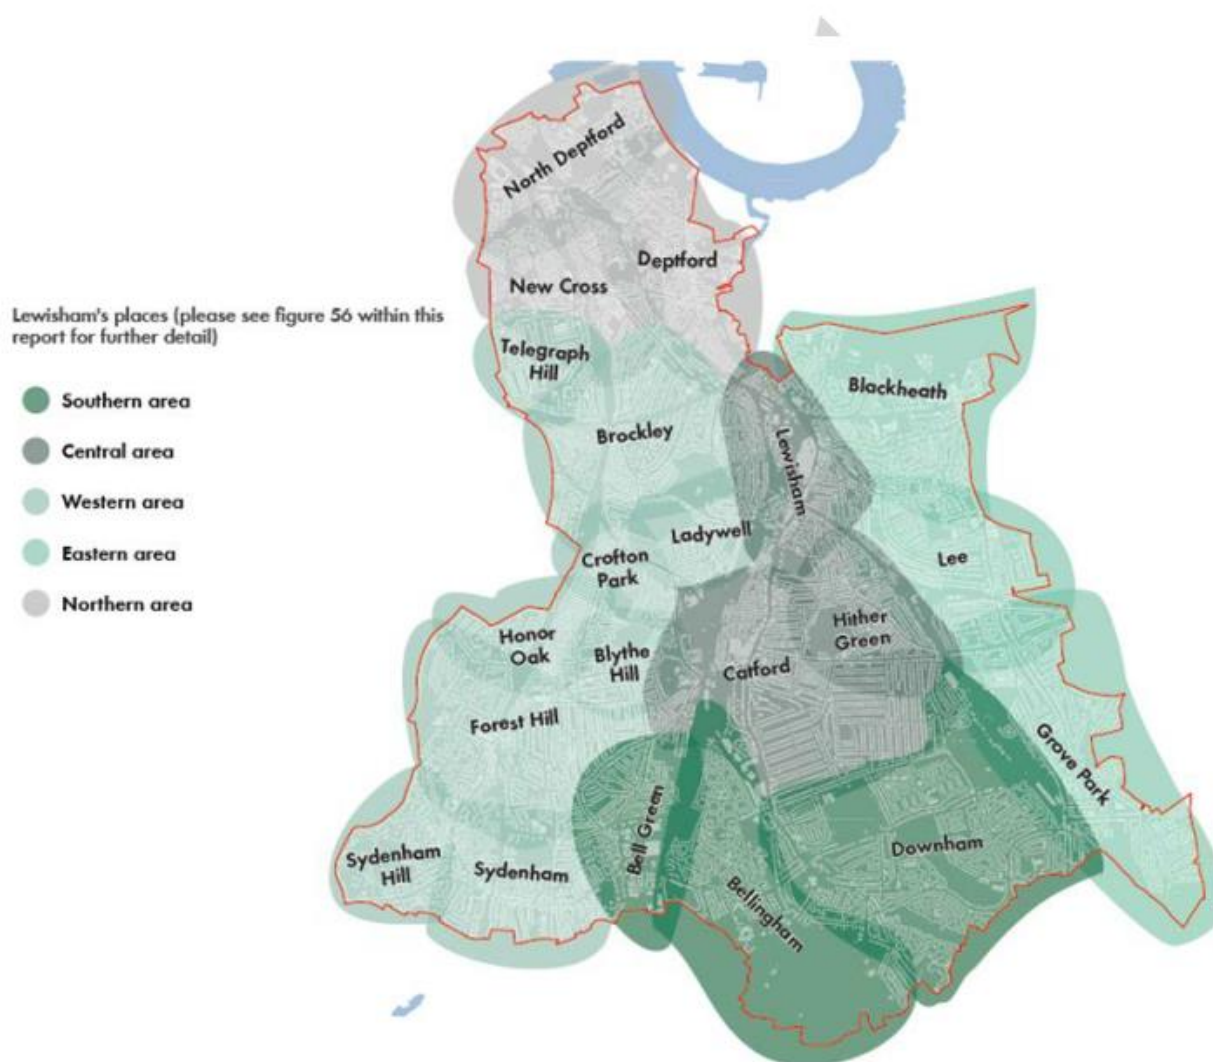 North Deptford
Deptford
New Cross
Lewisham's places (please see figure 56 within this
report for further detail)
Southern area
Central area
Western area
Eastern area
Northern area
Telegraph
Hill
Blackheath
Brockley
Lewisham
Ladywell
Crofton
Park
Lee
Hither
Green
Honor
Oak
Blythe
Hill
Catford
Forest Hill
Grove Park
Bell Green
Downham
Sydenham
Hill
Sydenham
Bellingham